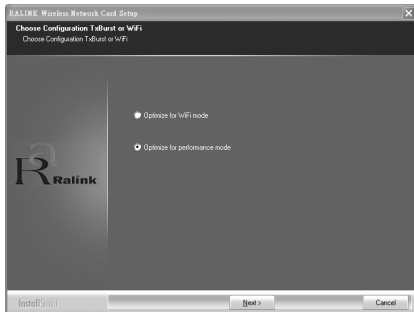 RALINK Wireless Network Card Setup
Choose Configuration TxBurst or WiFi
Choose Configuration TxBurst or WiFi
Optimize for WiFi mode
Optimize for performance mode
Ralink
InstallShield
Next >
Cancel